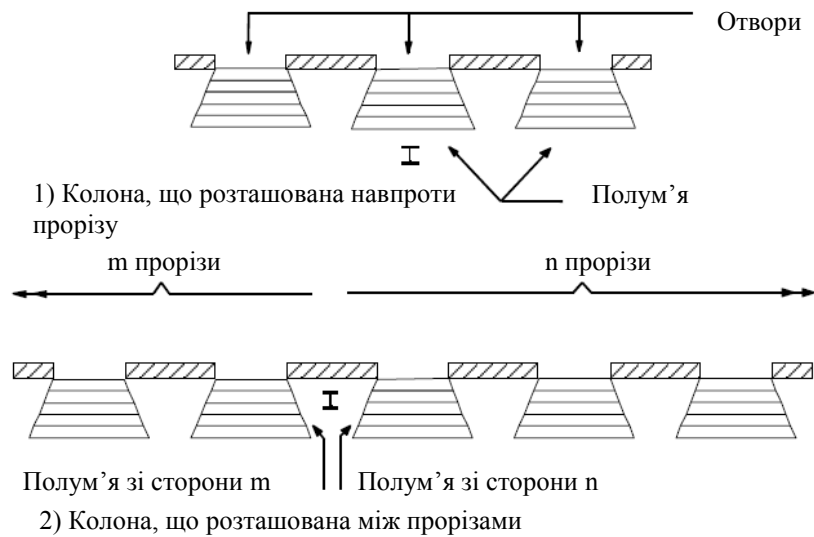 Отвори
1) Колона, що розташована навпроти
прорізу
Полум’я
m прорізи
n прорізи
Полум’я зі сторони m
Полум’я зі сторони n
2) Колона, що розташована між прорізами